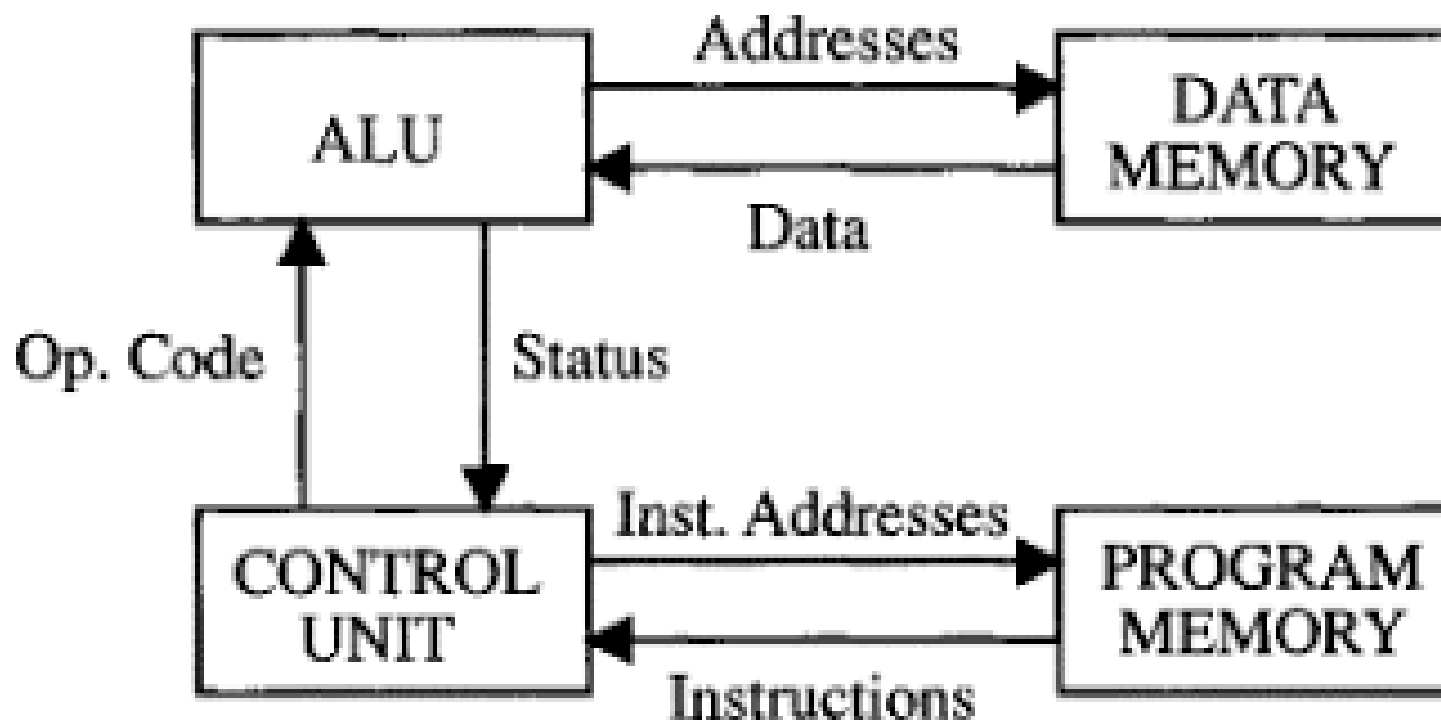 Addresses
ALU
DATA
MEMORY
Data
Op. Code
Status
Inst. Addresses
CONTROL
UNIT
PROGRAM
MEMORY
Instructions